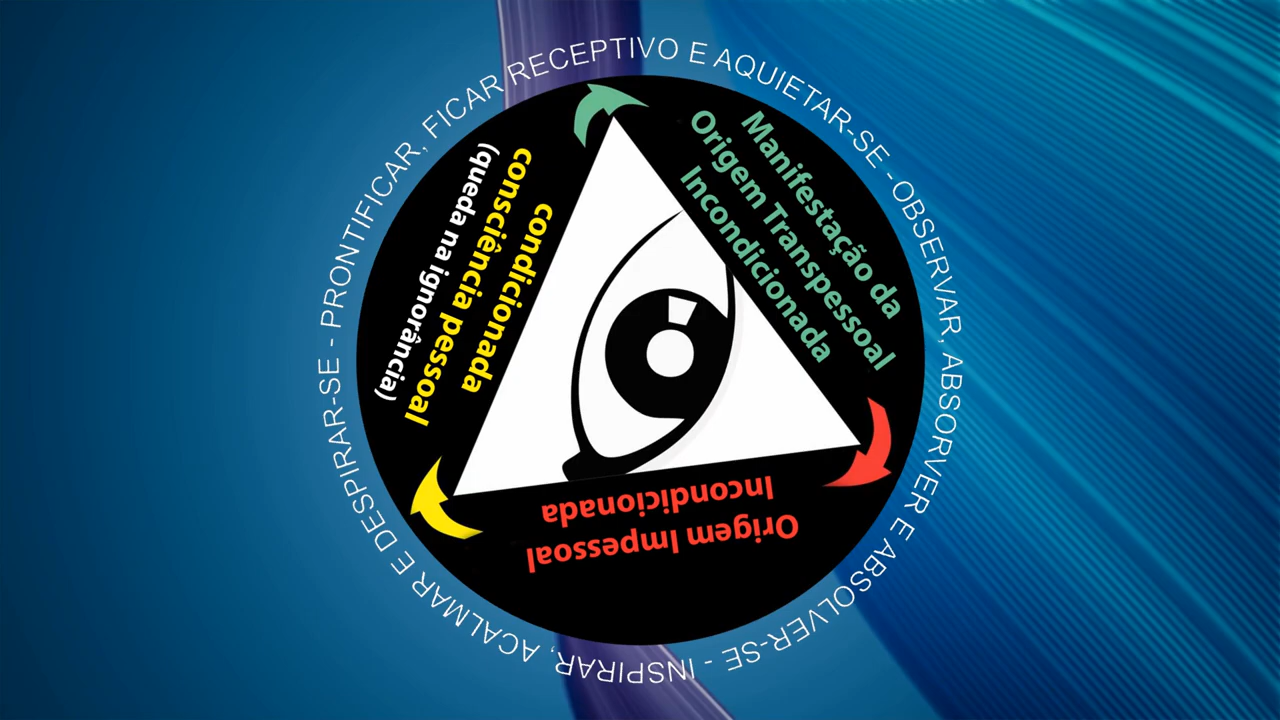 PRONTIFICAR, FICAR RECEPTIVO E AQUIETAR-SE - OBSERVAR, ABSORVER E ABSOLVER-SE - INSPIRAR, ACALMAR E DESPIRAR-SE -
Manifestação da
Origem Transpessoal
Incondicionada
Origem Impessoal
Incondicionada
condicionada
consciência pessoal
(queda na ignorância)